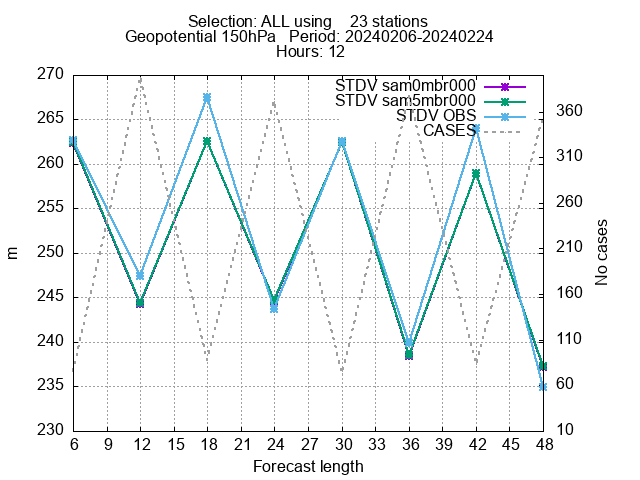 Selection: ALL using    23 stations
Geopotential 150hPa   Period: 20240206-20240224
Hours: 12
STDV sam0mbr000
STDV sam5mbr000
STDV OBS
CASES
270
265
260
255
250
245
240
235
230
m
360
310
260
210
160
110
60
10
No cases
6 12 15 18 21 24 27 30 33 36 39 42 45 48
Forecast length